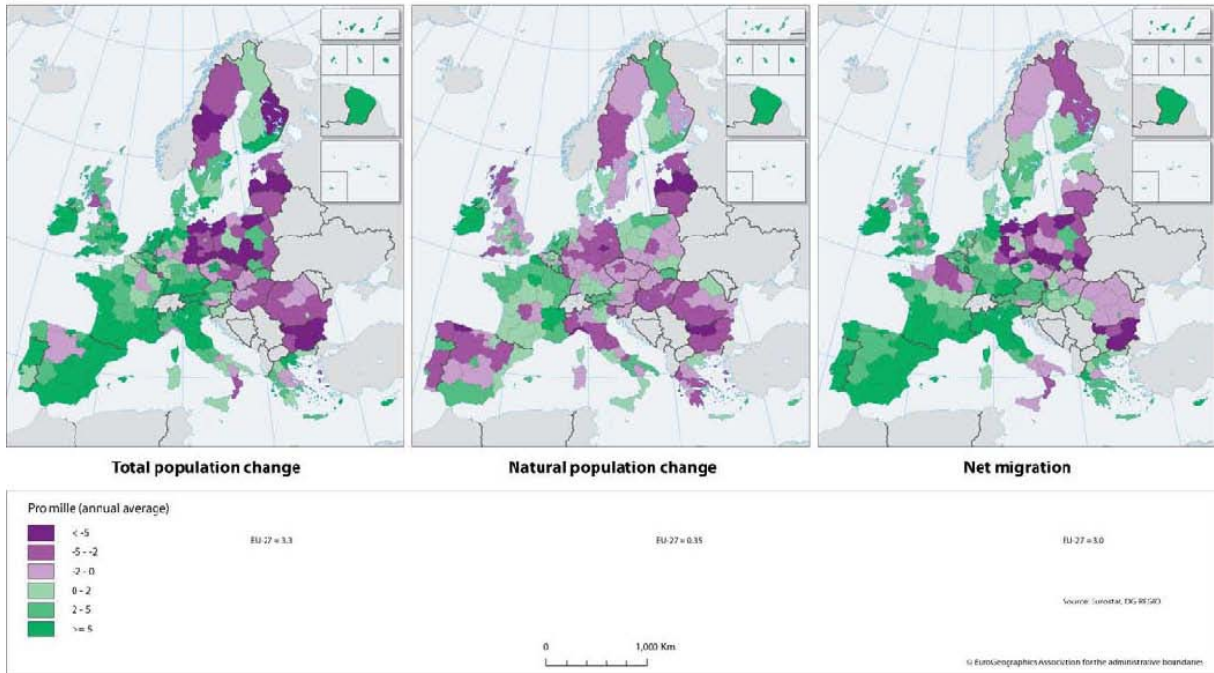 Total population change
Natural population change
Net migration
Pro mille (annual average)
< -5
-5 - -2
-2 - 0
0 - 2
2 - 5
>= 5
EU-27 = 3.3
EU-27 = 0.35
EU-27 = 3.0
Source: Eurostat, DG REGIO
0 1,000 Km
© EuroGeographics Association for the administrative boundaries